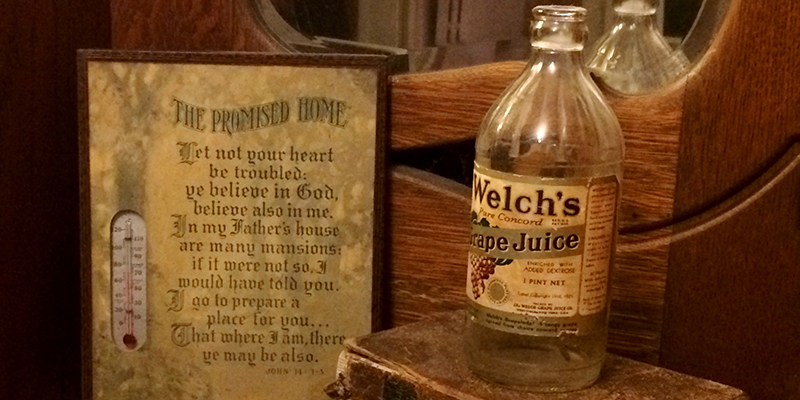 THE PROMISED HOME
Let not your heart
be troubled:
ye believe in God,
believe also in me.
In my Father's house
are many mansions:
if it were not so, I
would have told you.
I go to prepare a
place for you...
That where I am, there
ye may be also.
JOHN 14-1-3
Welch's
Pure Concord
Grape Juice
ENRICHED WITH
ADDED DEXTROSE
1 PINT NET